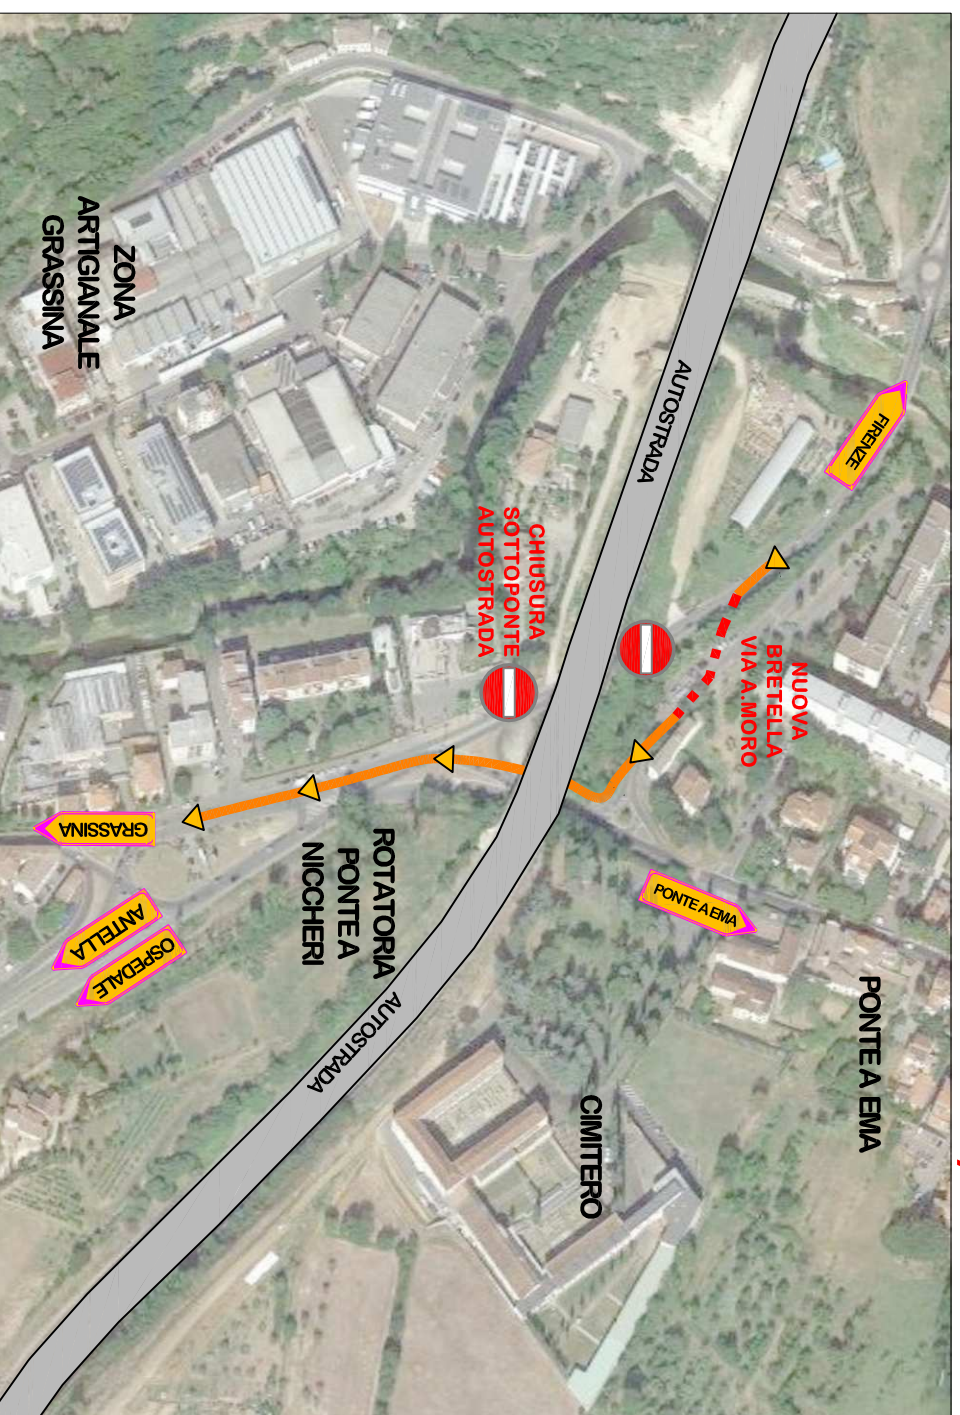 FIRENZE
NUOVA
BRETELLA
VIA A.MORO
PONTE A EMA
PONTE A EMA
AUTOSTRADA
CHIUSURA
SOTTOPONTE
AUTOSTRADA
CIMITERO
ROTATORIA
PONTE A
NICCHERI
AUTOSTRADA
ZONA
ARTIGIANALE
GRASSINA
GRASSINA
ANTELLA
OSPEDALE